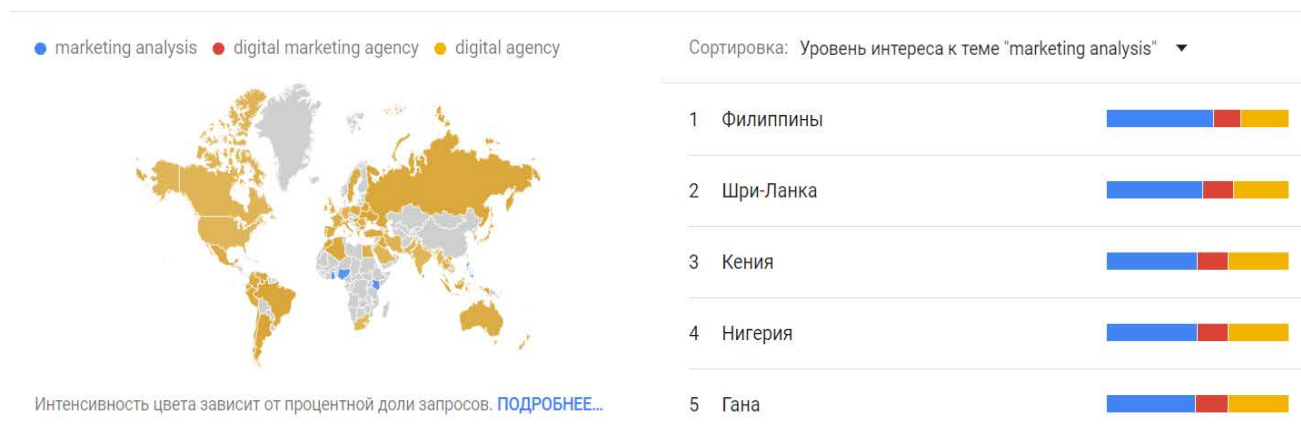 marketing analysis digital marketing agency digital agency
Интенсивность цвета зависит от процентной доли запросов. ПОДРОБНЕЕ...
Сортировка: Уровень интереса к теме "marketing analysis"
1 Филиппины
2 Шри-Ланка
3 Кения
4 Нигерия
5 Гана